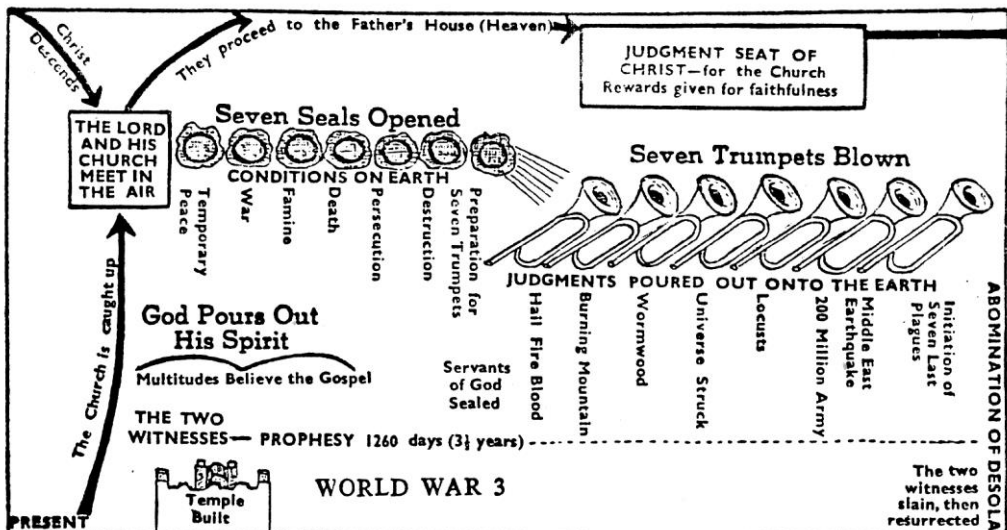 Christ
Desconds
They proceed to the Father's House (Heaven)
JUDGMENT SEAT OF
CHRIST—for the Church
Rewards given for faithfulness
THE LORD
AND HIS
CHURCH
MEET IN
THE AIR
Seven Seals Opened
CONDITIONS ON EARTH
Temporary
Peace
War
Famine
Death
Persecution
Destruction
Preparation for
Seven Trumpets
Seven Trumpets Blown
JUDGMENTS POURED OUT ONTO THE EARTH
Hail Fire Blood
Burning Mountain
Wormwood
Universe Struck
Locusts
200 Million Army
Middle East
Earthquake
Initiation of
Seven Last
Plagues
The Church is caught up
God Pours Out
His Spirit
Multitudes Believe the Gospel
Servants
of God
Sealed
THE TWO
WITNESSES— PROPHESY 1260 days (3½ years)
Temple
Built
WORLD WAR 3
The two
witnesses
slain, then
resurrected
PRESENT
ABOMINATION OF DESOLA